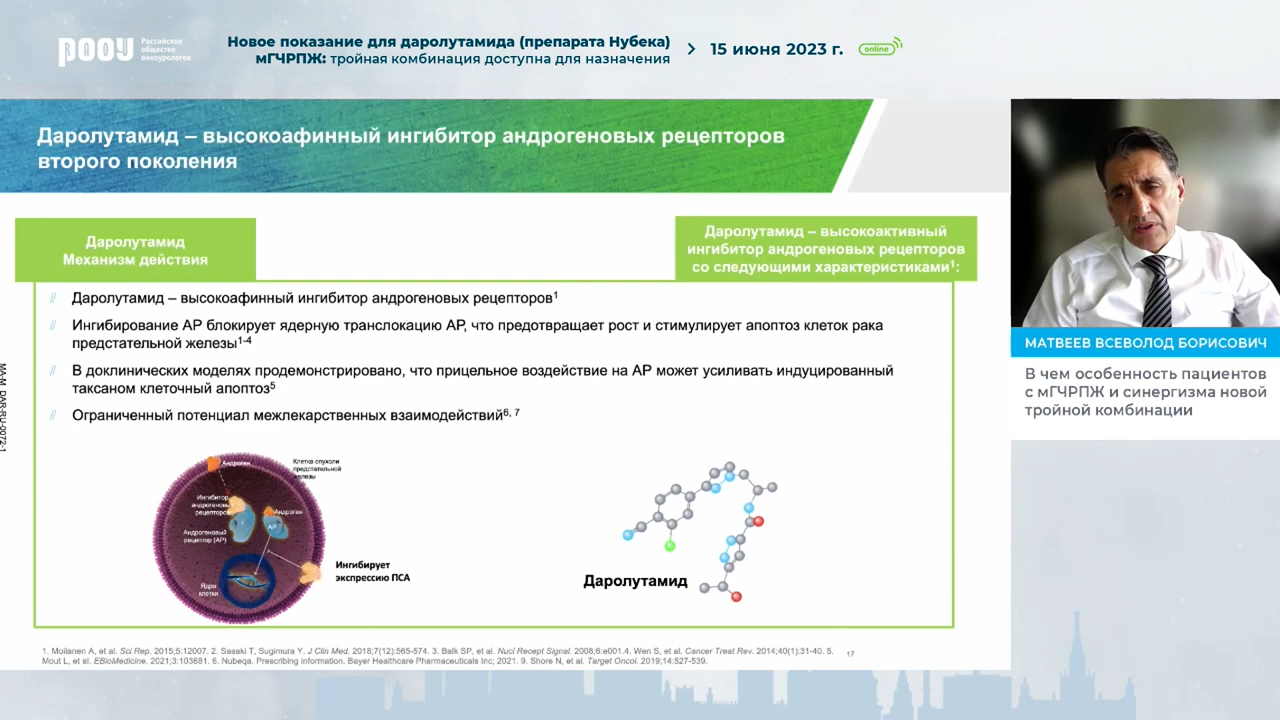 РООУ
Российское
общество
онкоурологов
Новое показание для даролутамида (препарата Нубека)
мГЧРПЖ: тройная комбинация доступна для назначения
15 июня 2023 г.
online
Даролутамид – высокоафинный ингибитор андрогеновых рецепторов
второго поколения
Даролутамид
Механизм действия
Даролутамид – высокоактивный
ингибитор андрогеновых рецепторов
со следующими характеристиками1:
// Даролутамид – высокоафинный ингибитор андрогеновых рецепторов1
// Ингибирование АР блокирует ядерную транслокацию АР, что предотвращает рост и стимулирует апоптоз клеток рака
предстательной железы1-4
// В доклинических моделях продемонстрировано, что прицельное воздействие на АР может усиливать индуцированный
таксаном клеточный апоптоз5
// Ограниченный потенциал межлекарственных взаимодействий6, 7
Андроген
Клетка опухоли
предстательной
железы
Ингибитор
андрогеновых
рецепторов
Андроген
АР
Андрогеновый
рецептор (АР)
Ядро
клетки
Ингибирует
экспрессию ПСА
Даролутамид
1. Moilanen A, et al. Sci Rep. 2015;5:12007. 2. Sasaki T, Sugimura Y. J Clin Med. 2018;7(12):565-574. 3. Balk SP, et al. Nucl Recept Signal. 2008;6:e001.4. Wen S, et al. Cancer Treat Rev. 2014;40(1):31-40. 5.
Mout L, et al. EBioMedicine. 2021;3:103681. 6. Nubeqa. Prescribing information. Bayer Healthcare Pharmaceuticals Inc; 2021. 9. Shore N, et al. Target Oncol. 2019;14:527-539.
17
МАТВЕЕВ ВСЕВОЛОД БОРИСОВИЧ
В чем особенность пациентов
с мГЧРПЖ и синергизма новой
тройной комбинации